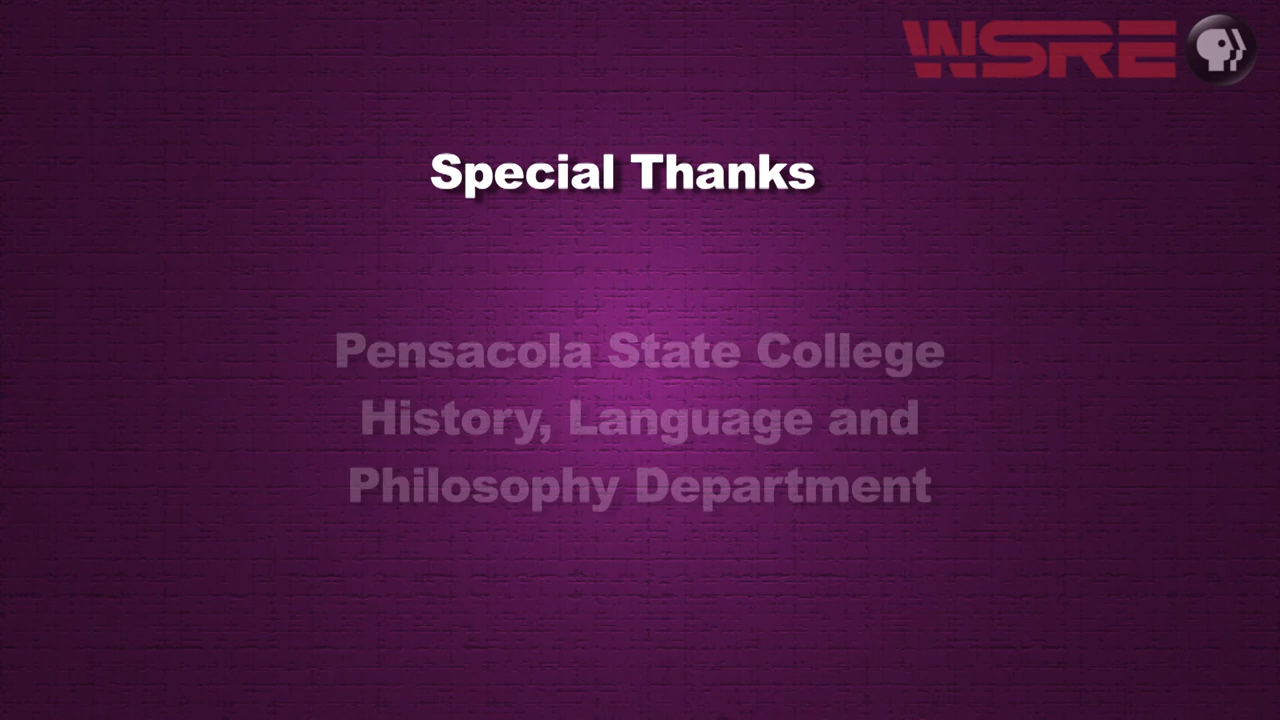 WSRE
Special Thanks
Pensacola State College
History, Language and
Philosophy Department